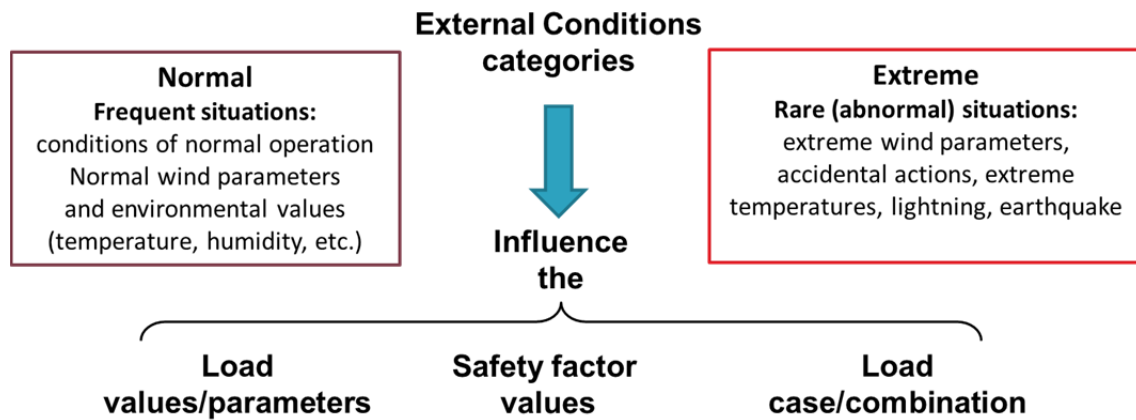 External Conditions
categories
Normal
Frequent situations:
conditions of normal operation
Normal wind parameters
and environmental values
(temperature, humidity, etc.)
Extreme
Rare (abnormal) situations:
extreme wind parameters,
accidental actions, extreme
temperatures, lightning, earthquake
Influence
the
Load
values/parameters
Safety factor
values
Load
case/combination